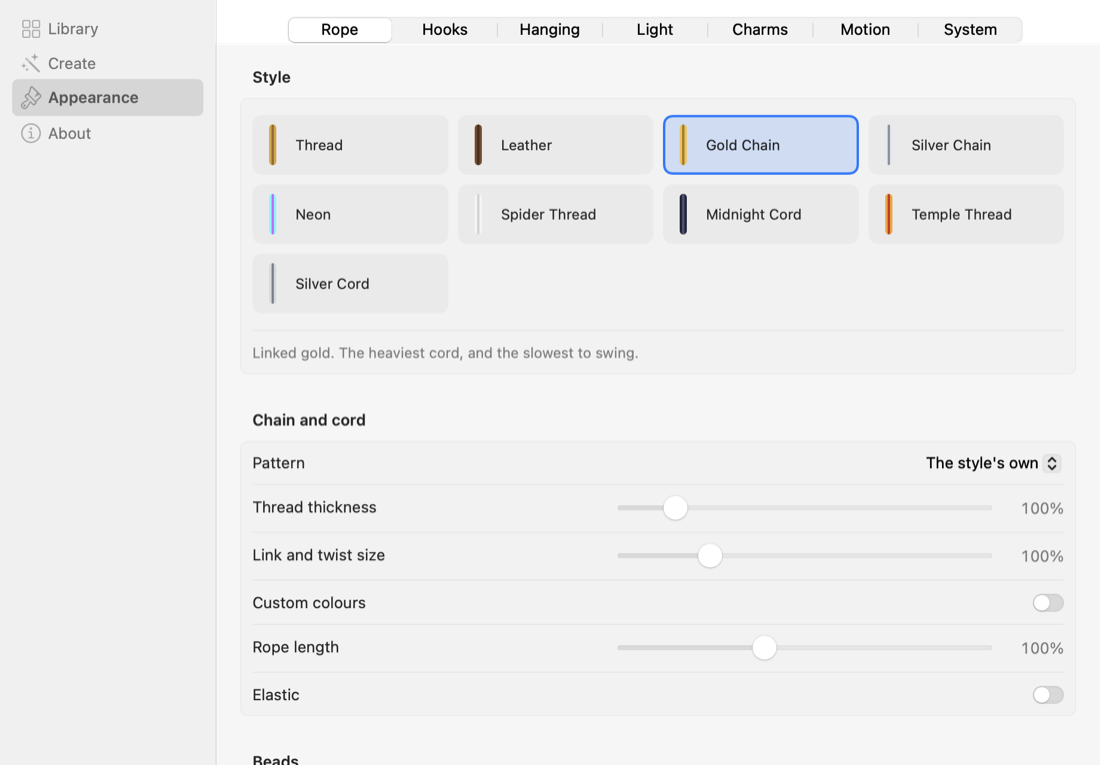 Library
Create
Appearance
About
Rope
Hooks
Hanging
Light
Charms
Motion
System
Style
Thread
Leather
Gold Chain
Silver Chain
Neon
Spider Thread
Midnight Cord
Temple Thread
Silver Cord
Linked gold. The heaviest cord, and the slowest to swing.
Chain and cord
Pattern
The style's own
Thread thickness
100%
Link and twist size
100%
Custom colours
Rope length
100%
Elastic
Beads